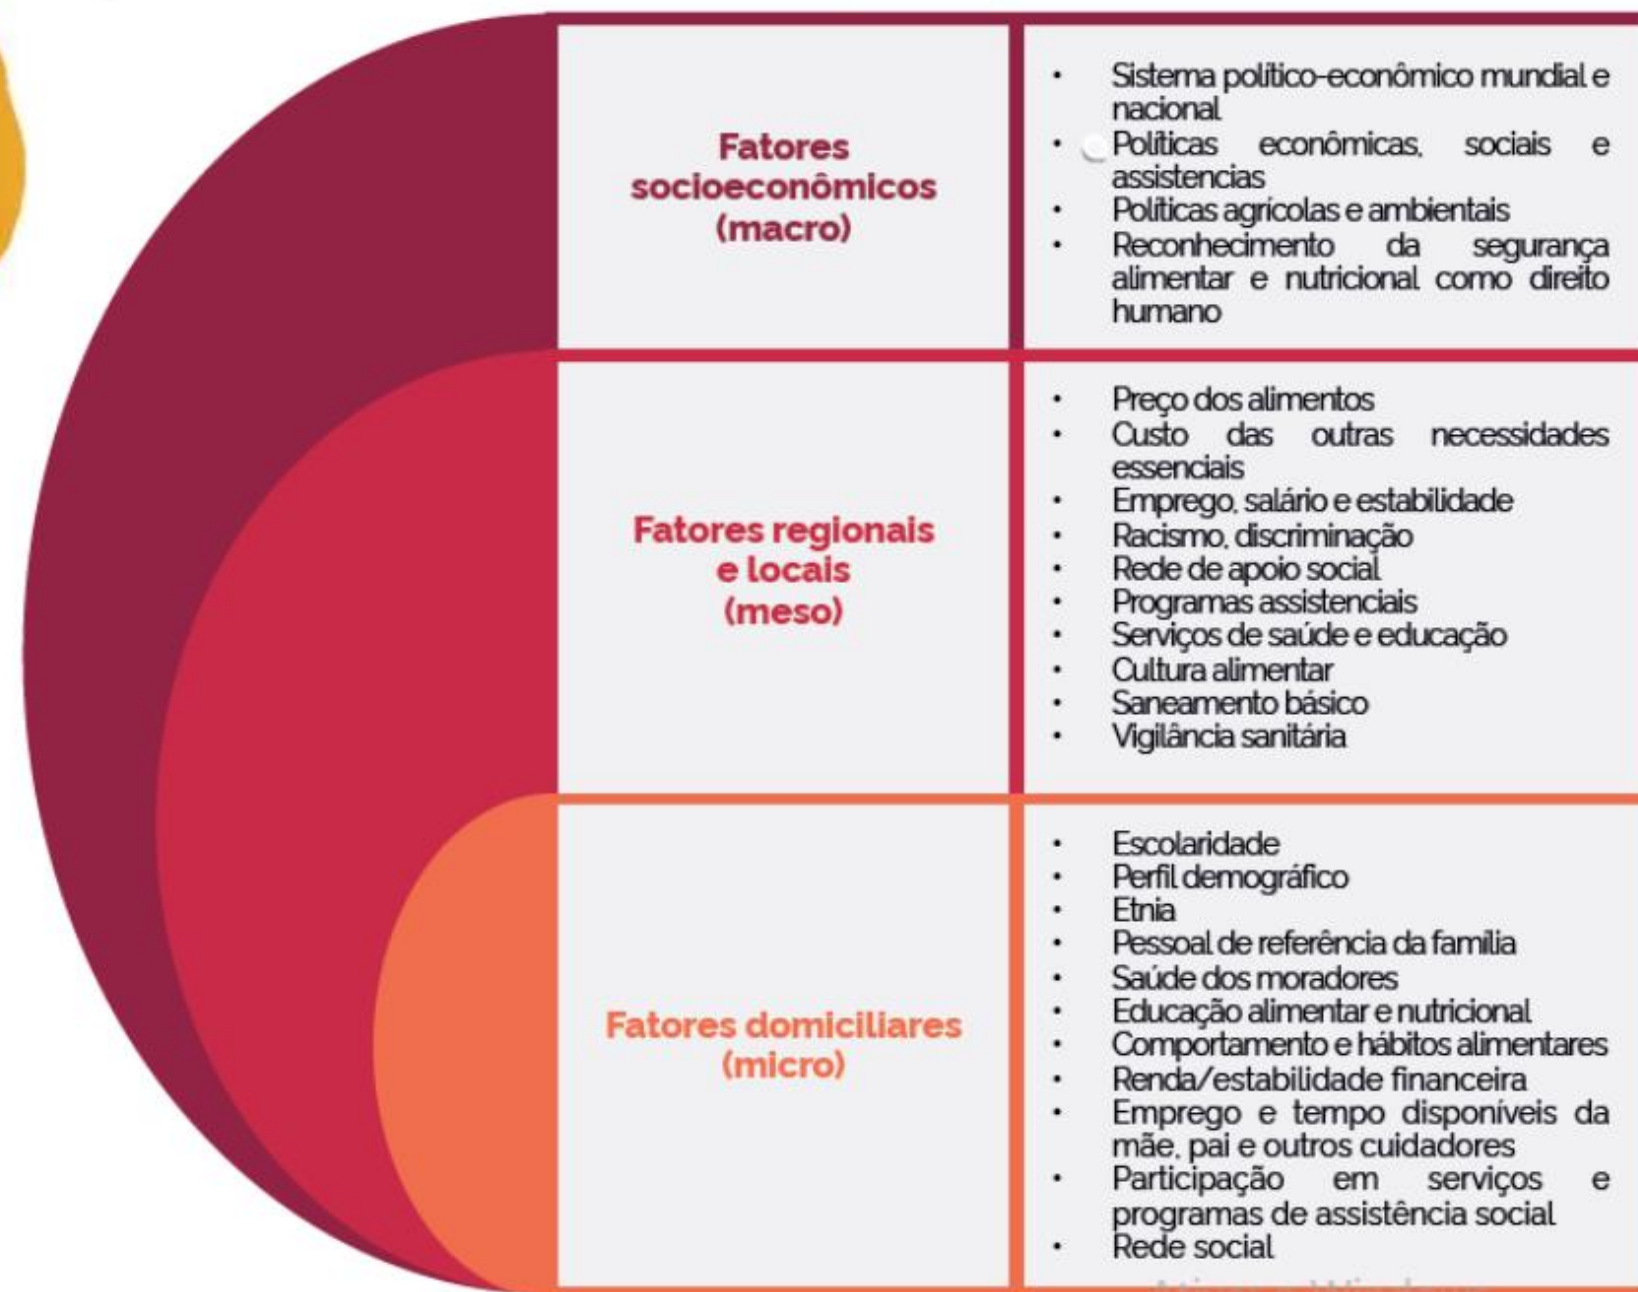 Fatores
socioeconômicos
(macro)
• Sistema político-econômico mundial e
nacional
• Políticas econômicas, sociais e
assistencias
• Políticas agrícolas e ambientais
• Reconhecimento da segurança
alimentar e nutricional como direito
humano
Fatores regionais
e locais
(meso)
• Preço dos alimentos
• Custo das outras necessidades
essenciais
• Emprego, salário e estabilidade
• Racismo, discriminação
• Rede de apoio social
• Programas assistenciais
• Serviços de saúde e educação
• Cultura alimentar
• Saneamento básico
• Vigilância sanitária
Fatores domiciliares
(micro)
• Escolaridade
• Perfil demográfico
• Etnia
• Pessoal de referência da família
• Saúde dos moradores
• Educação alimentar e nutricional
• Comportamento e hábitos alimentares
• Renda/estabilidade financeira
• Emprego e tempo disponíveis da
mãe, pai e outros cuidadores
• Participação em serviços e
programas de assistência social
• Rede social